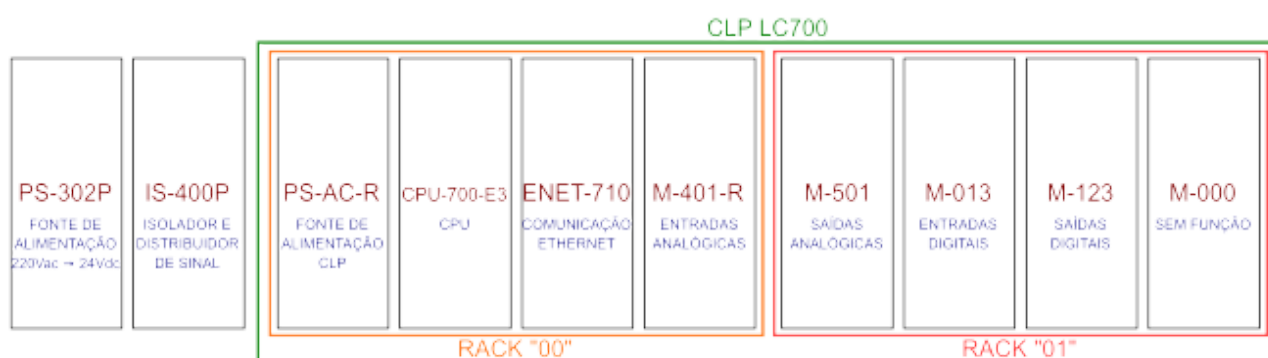 CLP LC700
PS-302P
FONTE DE
ALIMENTAÇÃO
220Vac → 24Vdc
IS-400P
ISOLADOR E
DISTRIBUIDOR
DE SINAL
PS-AC-R
FONTE DE
ALIMENTAÇÃO
CLP
CPU-700-E3
CPU
ENET-710
COMUNICAÇÃO
ETHERNET
M-401-R
ENTRADAS
ANALÓGICAS
M-501
SAÍDAS
ANALÓGICAS
M-013
ENTRADAS
DIGITAIS
M-123
SAÍDAS
DIGITAIS
M-000
SEM FUNÇÃO
RACK "00"
RACK "01"